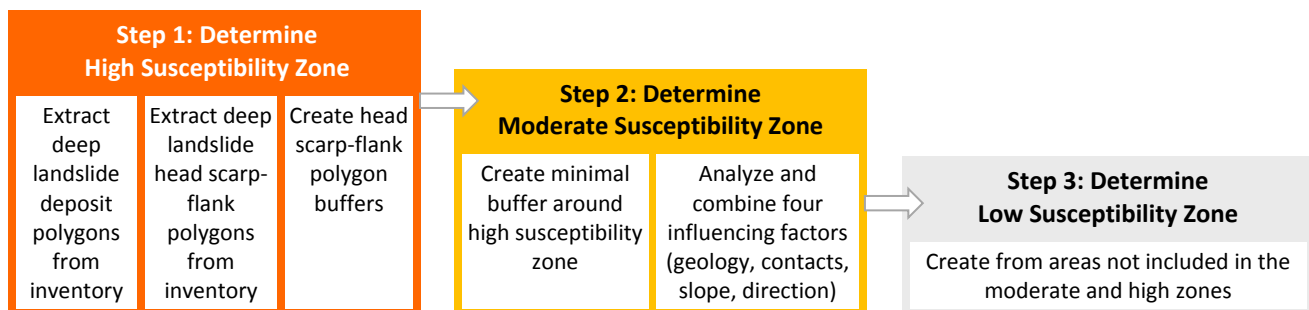 Step 1: Determine
High Susceptibility Zone
Extract
deep
landslide
deposit
polygons
from
inventory
Extract deep
landslide
head scarp-
flank
polygons
from
inventory
Create head
scarp-flank
polygon
buffers
Step 2: Determine
Moderate Susceptibility Zone
Create minimal
buffer around
high susceptibility
zone
Analyze and
combine four
influencing factors
(geology, contacts,
slope, direction)
Step 3: Determine
Low Susceptibility Zone
Create from areas not included in the
moderate and high zones